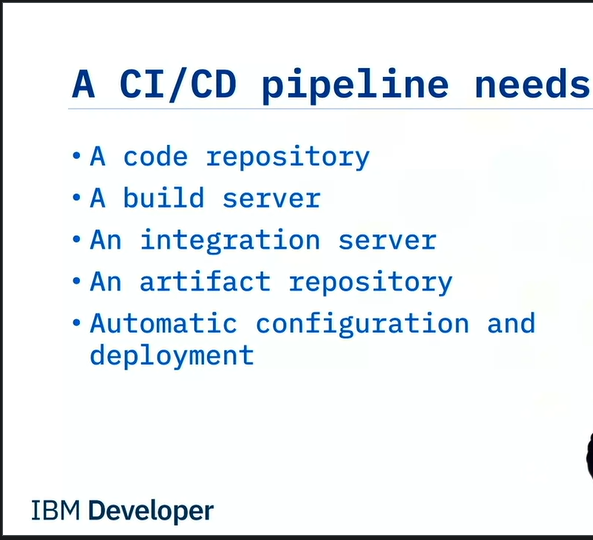 A CI/CD pipeline needs
• A code repository
• A build server
• An integration server
• An artifact repository
• Automatic configuration and
deployment
IBM Developer